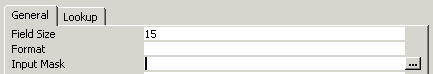 General Lookup
Field Size 15
Format
Input Mask ...